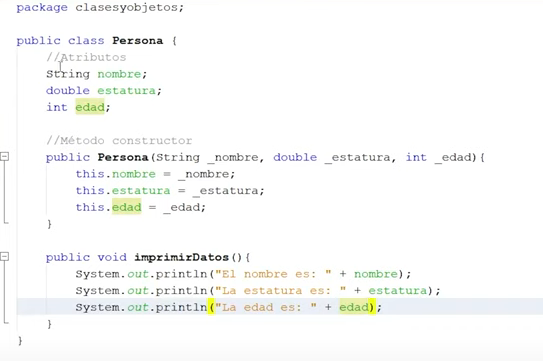 package clasesyobjetos;
public class Persona {
//Atributos
String nombre;
double estatura;
int edad;
//Método constructor
public Persona(String _nombre, double _estatura, int _edad){
this.nombre = _nombre;
this.estatura = _estatura;
this.edad = _edad;
}
public void imprimirDatos(){
System.out.println("El nombre es: " + nombre);
System.out.println("La estatura es: " + estatura);
System.out.println("La edad es: " + edad);
}
}